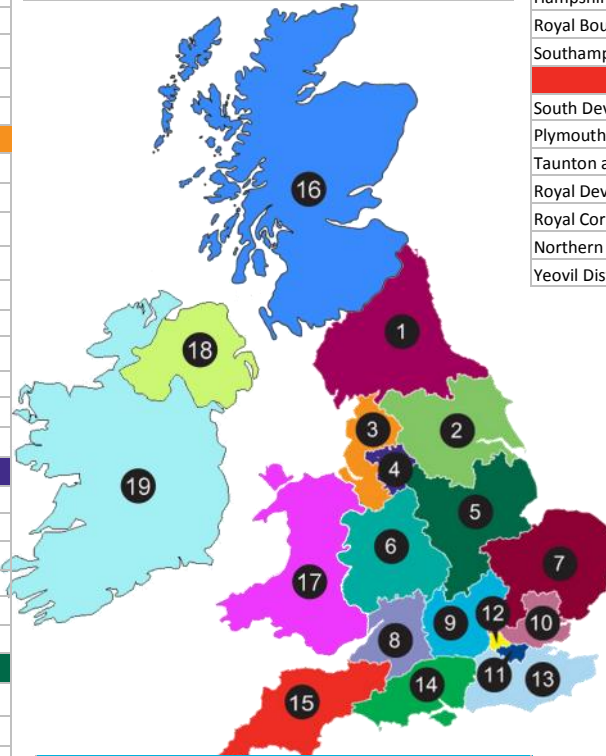 Royal Bou
Southamp
South Dev
Plymouth
Taunton a
Royal Dev
Royal Cor
Northern
Yeovil Dis
16
1
18
3
2
4
19
5
6
7
17
12
9
10
8
11
13
14
15